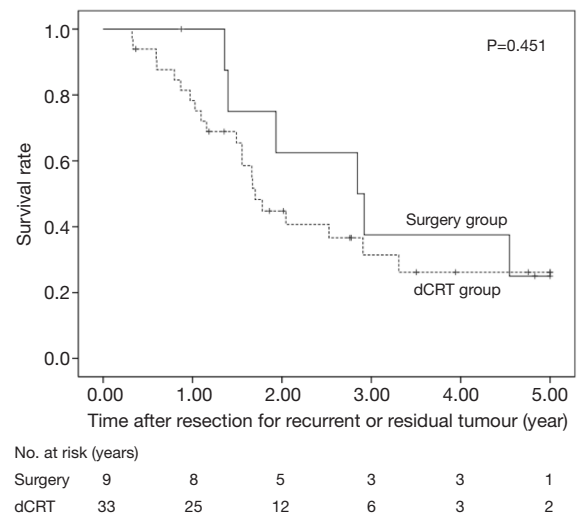 P=0.451
Survival rate
1.0
0.8
0.6
0.4
0.2
0.0
Surgery group
dCRT group
0.00 1.00 2.00 3.00 4.00 5.00
Time after resection for recurrent or residual tumour (year)
No. at risk (years)
Surgery 9 8 5 3 3 1
dCRT 33 25 12 6 3 2